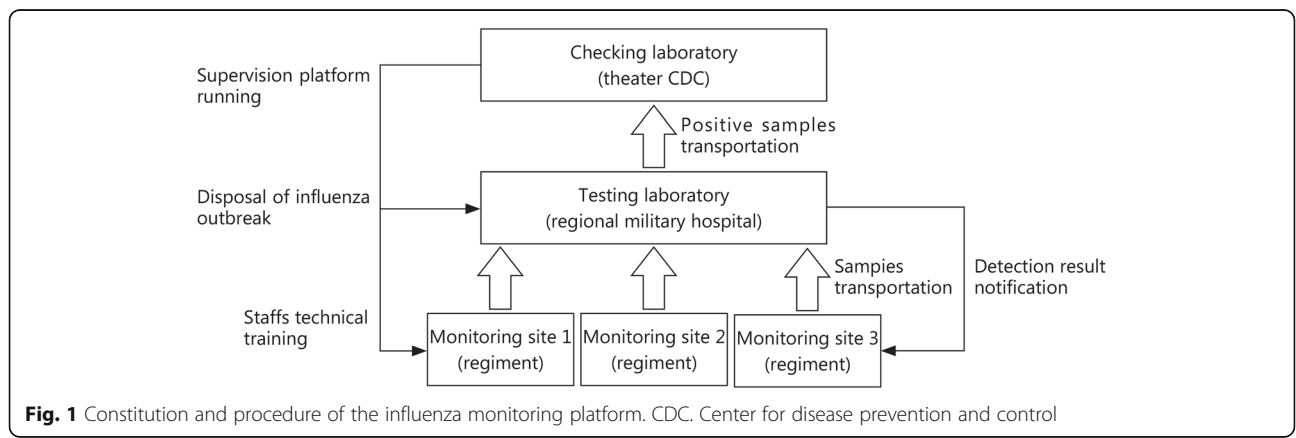 Checking laboratory
(theater CDC)
Supervision platform
running
Positive samples
transportation
Disposal of influenza
outbreak
Testing laboratory
(regional military hospital)
Sampies
transportation
Detection result
notification
Staffs technical
training
Monitoring site 1
(regiment)
Monitoring site 2
(regiment)
Monitoring site 3
(regiment)
Fig. 1 Constitution and procedure of the influenza monitoring platform. CDC. Center for disease prevention and control